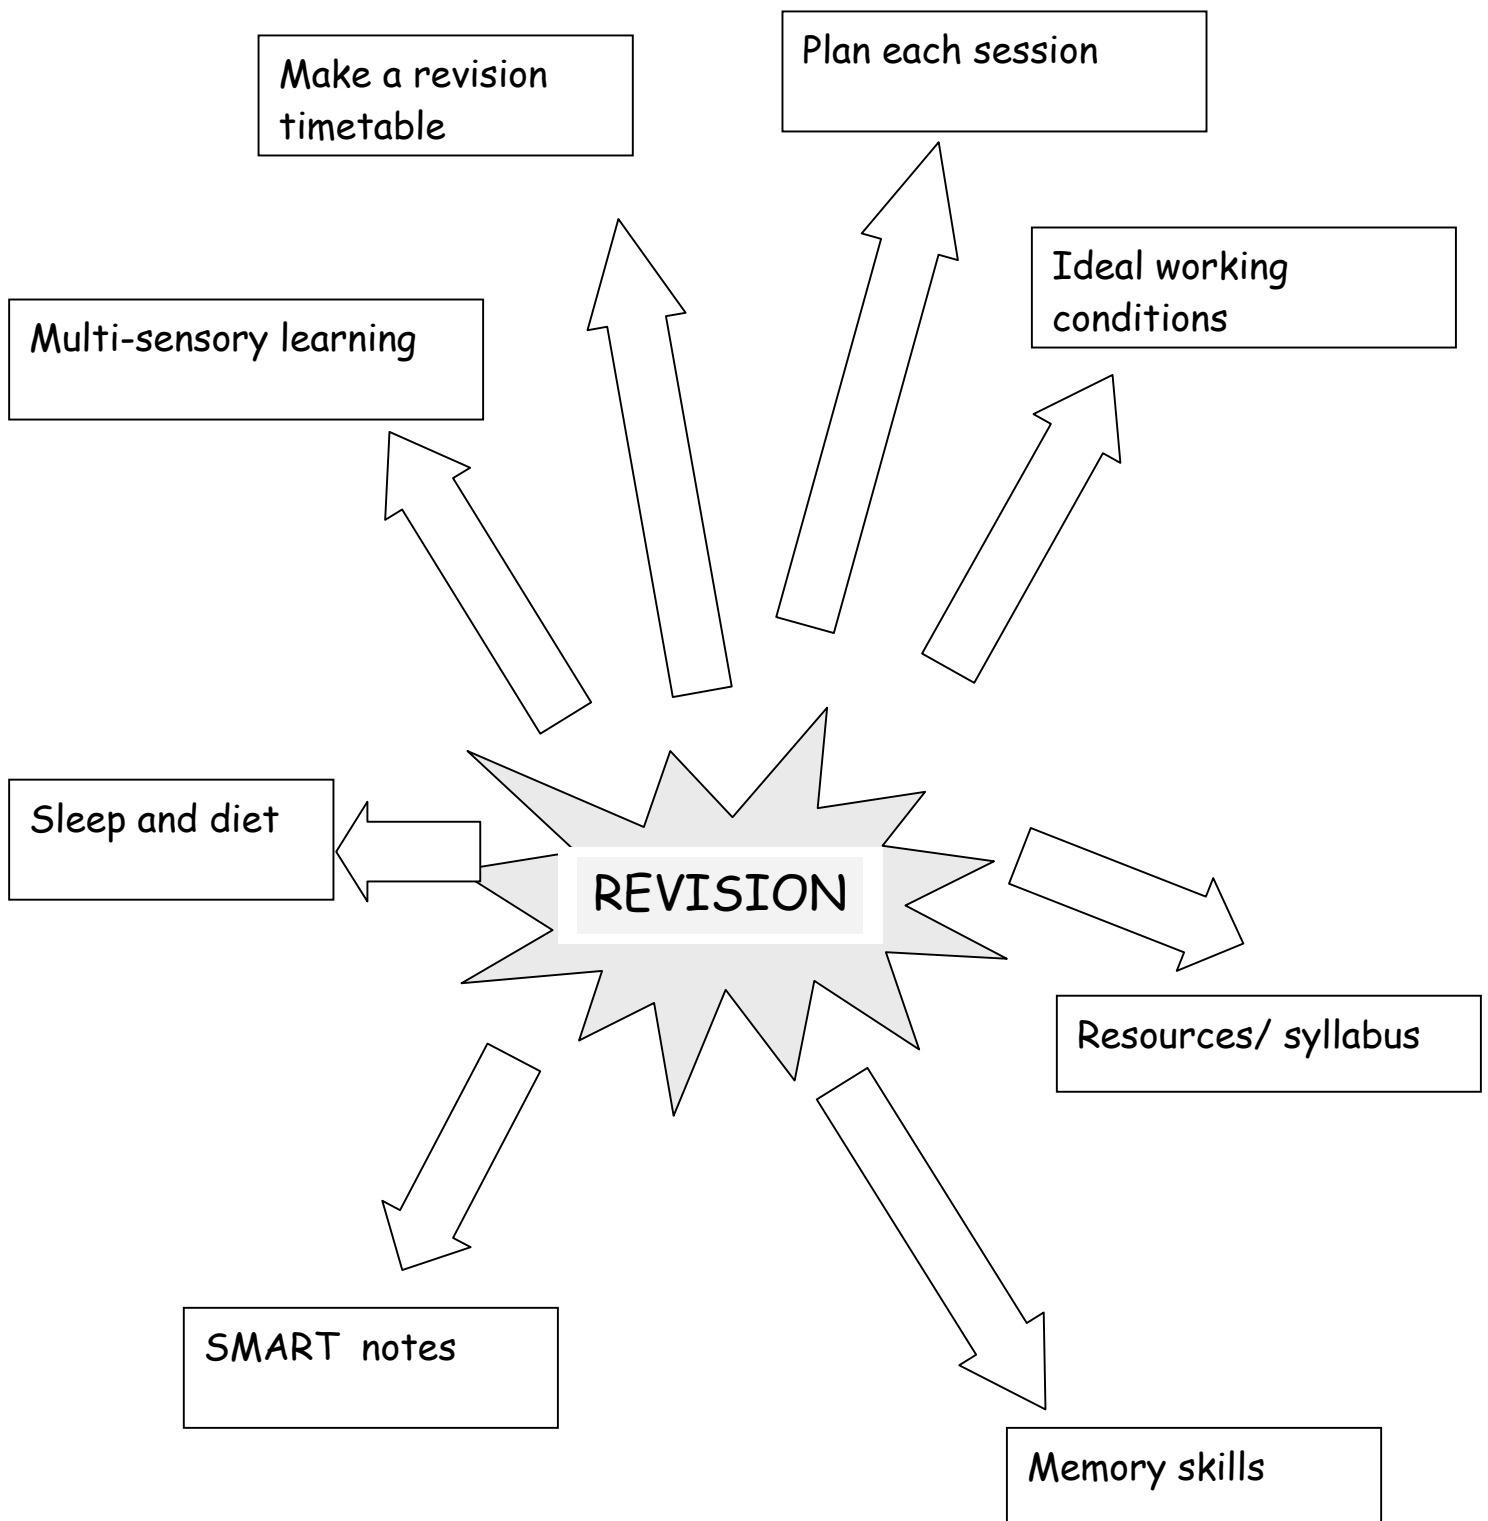 Plan each session
Make a revision
timetable
Ideal working
conditions
Multi-sensory learning
Sleep and diet
REVISION
Resources/ syllabus
SMART  notes
Memory skills